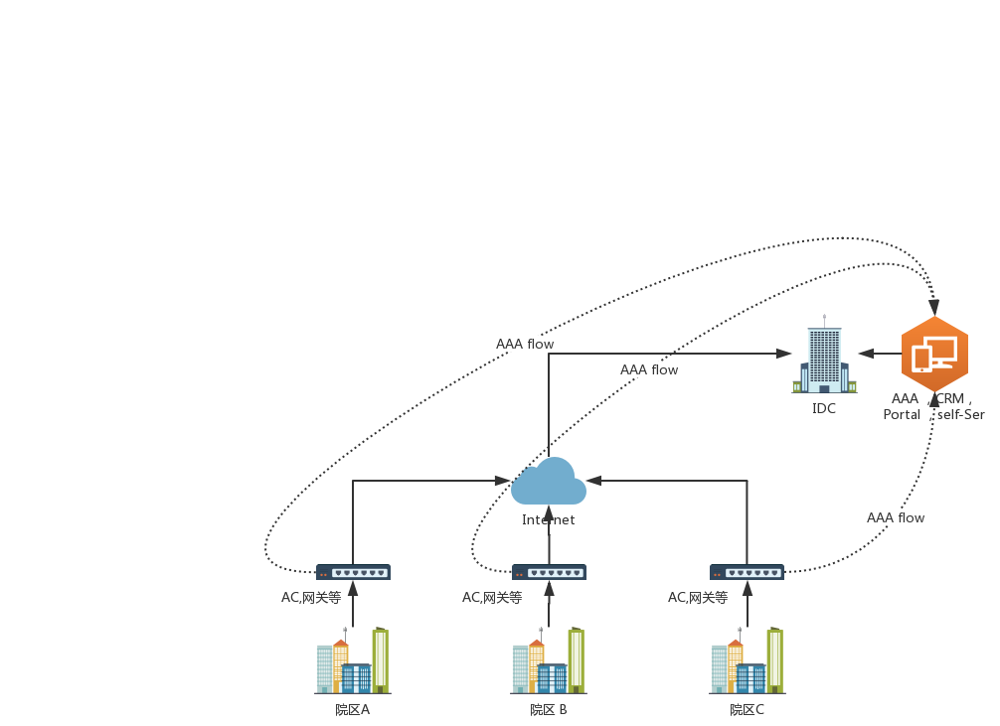 AAA flow
AAA flow
IDC
AAA , CRM ,
Portal , self-Ser
Internet
AAA flow
AC,网关等
AC,网关等
AC,网关等
院区A
院区 B
院区C